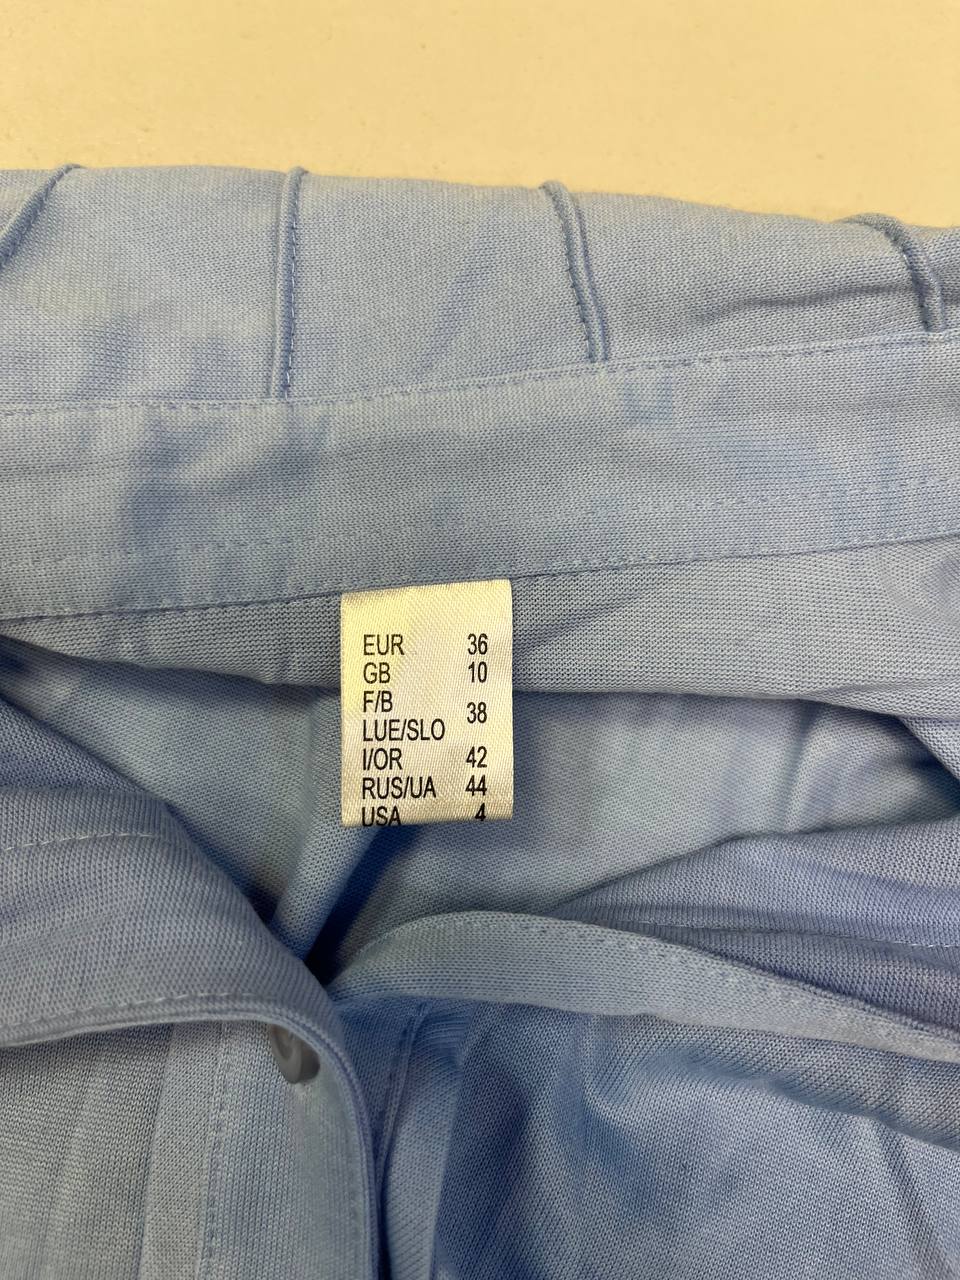 EUR 36
GB 10
F/B
LUE/SLO 38
I/OR 42
RUS/UA 44
USA 4